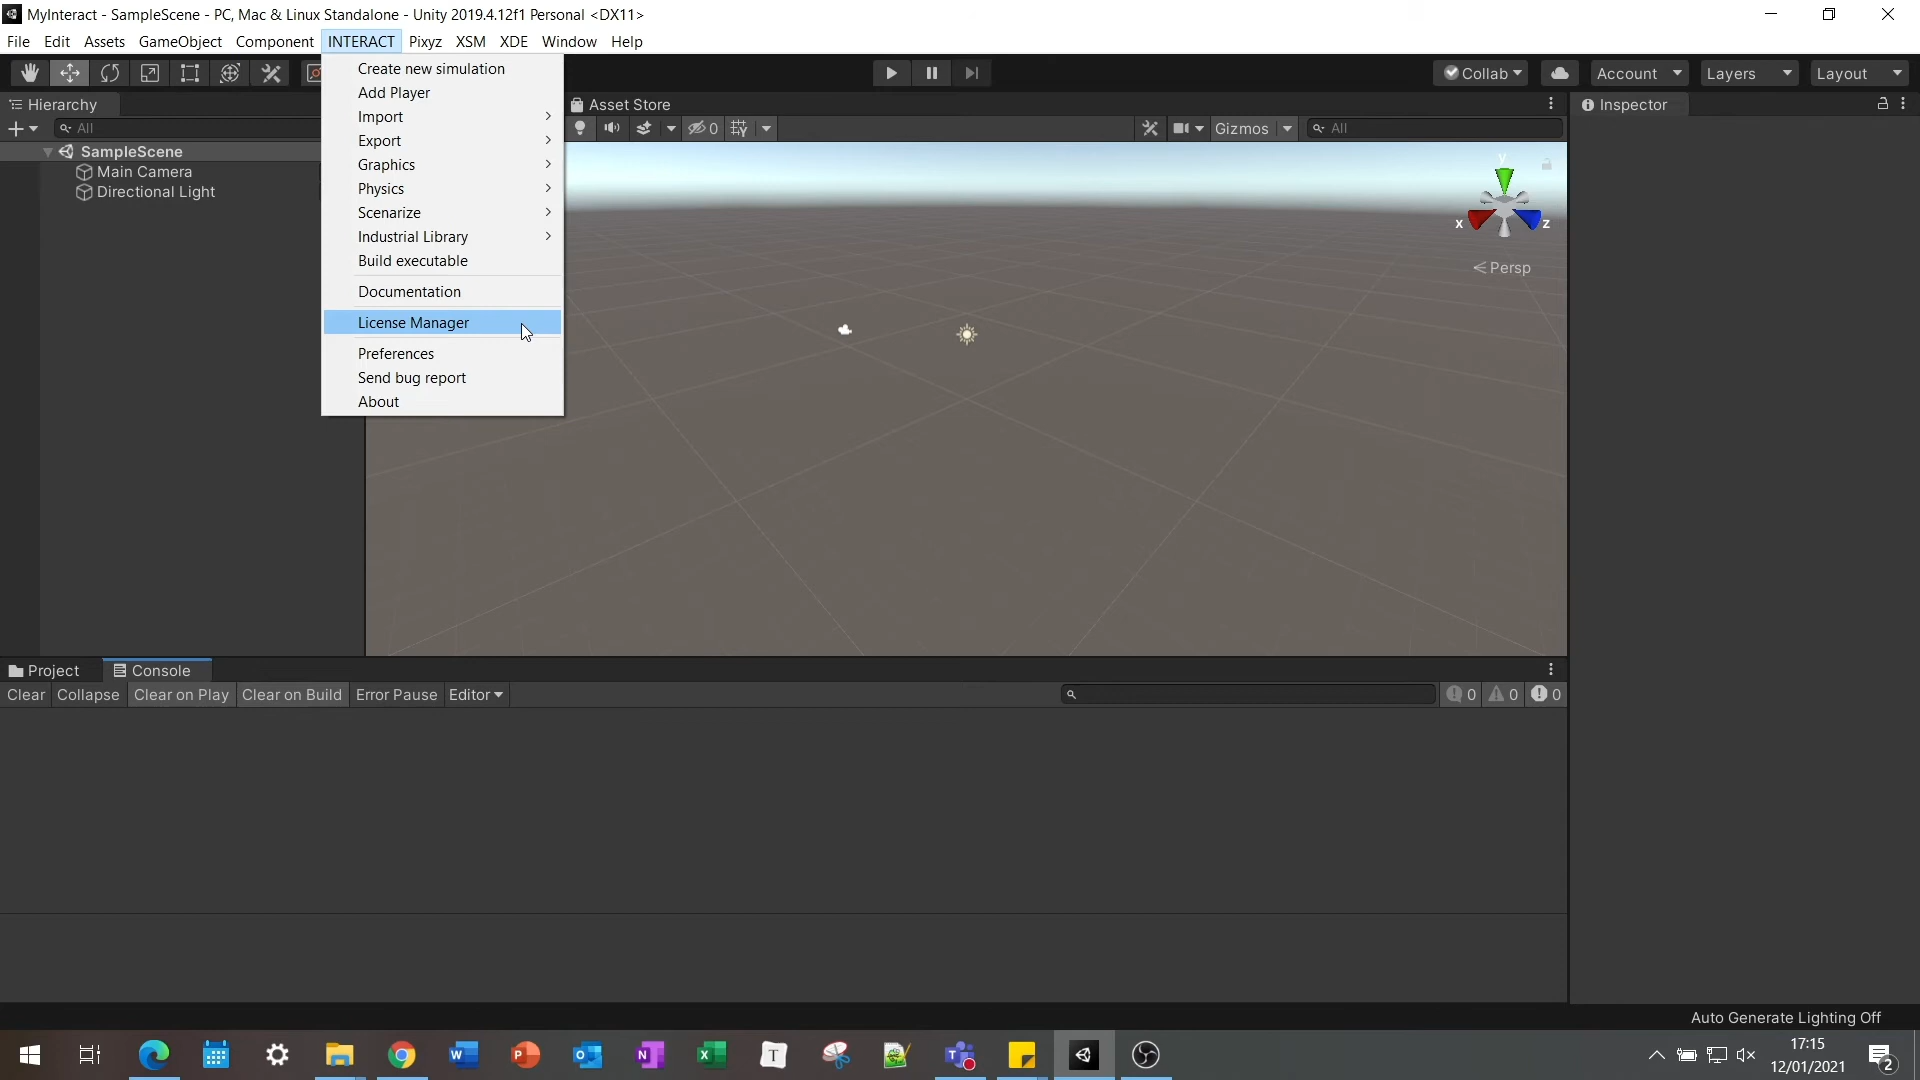 MyInteract - SampleScene - PC, Mac & Linux Standalone - Unity 2019.4.12f1 Personal <DX11>
File Edit Assets GameObject Component INTERACT Pixyz XSM XDE Window Help
Collab Account Layers Layout
Create new simulation
Add Player
Import
Export
Graphics
Physics
Scenarize
Industrial Library
Build executable
Documentation
License Manager
Preferences
Send bug report
About
Hierarchy
All
SampleScene
Main Camera
Directional Light
Asset Store
0 Gizmos All
y
x z
Persp
Inspector
Project Console
Clear Collapse Clear on Play Clear on Build Error Pause Editor 0 0 0
Auto Generate Lighting Off
17:15
12/01/2021
2